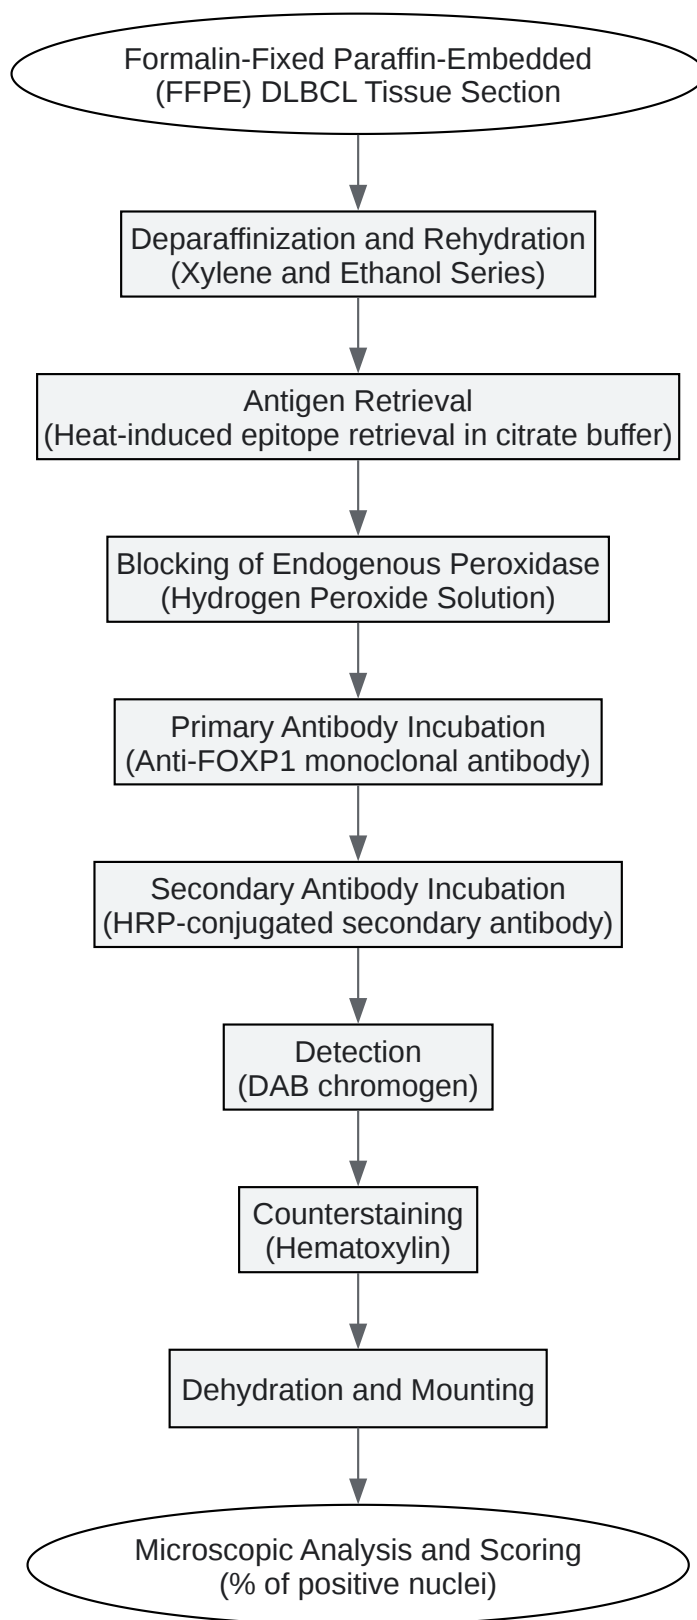 Formalin-Fixed Paraffin-Embedded
(FFPE) DLBCL Tissue Section
Deparaffinization and Rehydration
(Xylene and Ethanol Series)
Antigen Retrieval
(Heat-induced epitope retrieval in citrate buffer)
Blocking of Endogenous Peroxidase
(Hydrogen Peroxide Solution)
Primary Antibody Incubation
(Anti-FOXP1 monoclonal antibody)
Secondary Antibody Incubation
(HRP-conjugated secondary antibody)
Detection
(DAB chromogen)
Counterstaining
(Hematoxylin)
Dehydration and Mounting
Microscopic Analysis and Scoring
(% of positive nuclei)